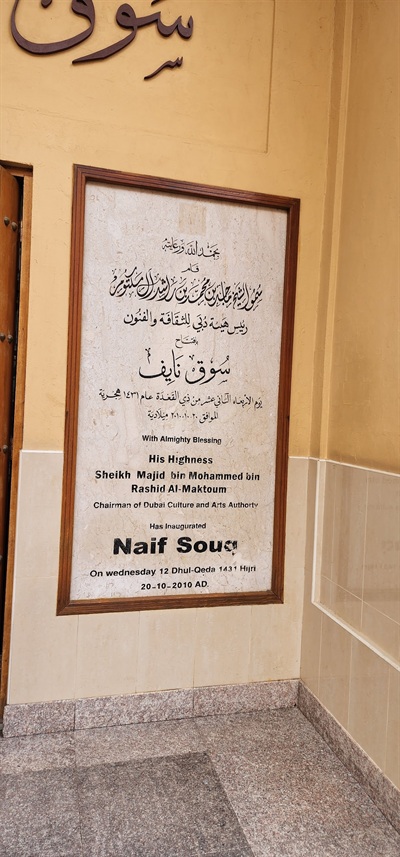 سوق
بحمد الله ورعايته
قام
سمو الشيخ ماجد بن محمد بن راشد آل مكتوم
رئيس هيئة دبي للثقافة والفنون
بافتتاح
سوق نايف
يوم الاربعاء الثاني عشر من ذي القعدة عام ١٤٣١ هجرية
الموافق ٢٠-١٠-٢٠١٠ ميلادية
With Almighty Blessing
His Highness
Sheikh Majid bin Mohammed bin
Rashid Al-Maktoum
Chairman of Dubai Culture and Arts Authority
Has Inaugurated
Naif Souq
On wednesday 12 Dhul-Qeda 1431 Hijri
20-10-2010 AD.